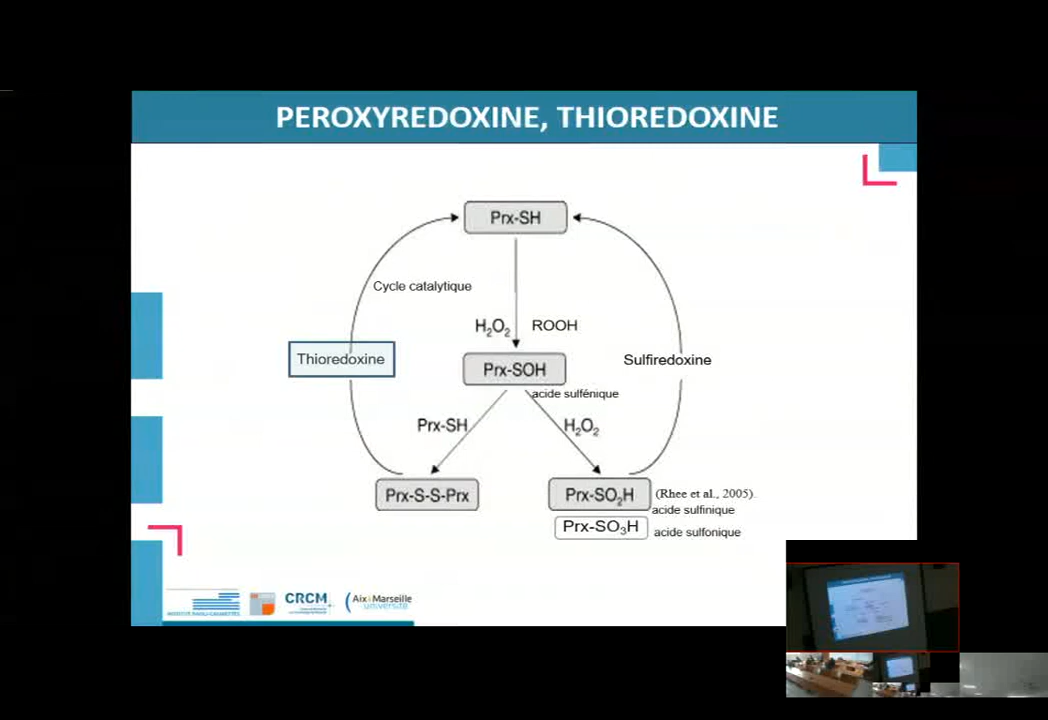 PEROXYREDOXINE, THIOREDOXINE
Prx-SH
Cycle catalytique
H₂O₂ ROOH
Thioredoxine
Prx-SOH
Sulfiredoxine
acide sulfénique
Prx-SH
H₂O₂
Prx-S-S-Prx
Prx-SO₂H
(Rhee et al., 2005).
acide sulfinique
Prx-SO₃H
acide sulfonique
CRCM
Aix Marseille
université